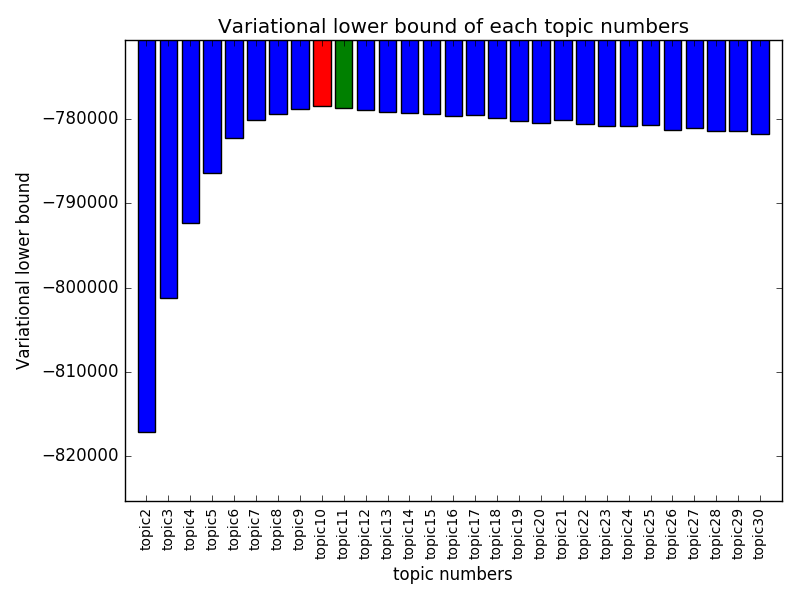 Variational lower bound of each topic numbers
Variational lower bound
−780000
−790000
−800000
−810000
−820000
topic2
topic3
topic4
topic5
topic6
topic7
topic8
topic9
topic10
topic11
topic12
topic13
topic14
topic15
topic16
topic17
topic18
topic19
topic20
topic21
topic22
topic23
topic24
topic25
topic26
topic27
topic28
topic29
topic30
topic numbers